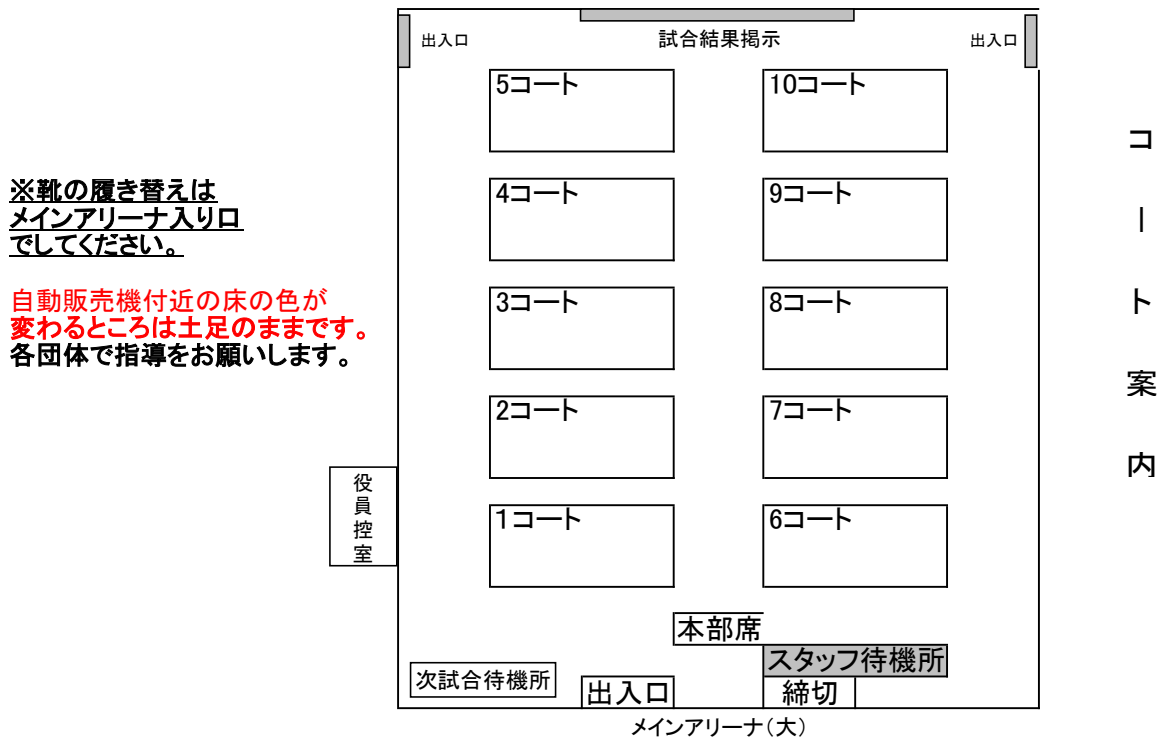 出入口
試合結果掲示
出入口
5コート
10コート
4コート
9コート
3コート
8コート
2コート
7コート
1コート
6コート
※靴の履き替えは
メインアリーナ入り口
でしてください。
自動販売機付近の床の色が
変わるところは土足のままです。
各団体で指導をお願いします。
役員控室
本部席
スタッフ待機所
次試合待機所
出入口
締切
メインアリーナ（大）
コート案内